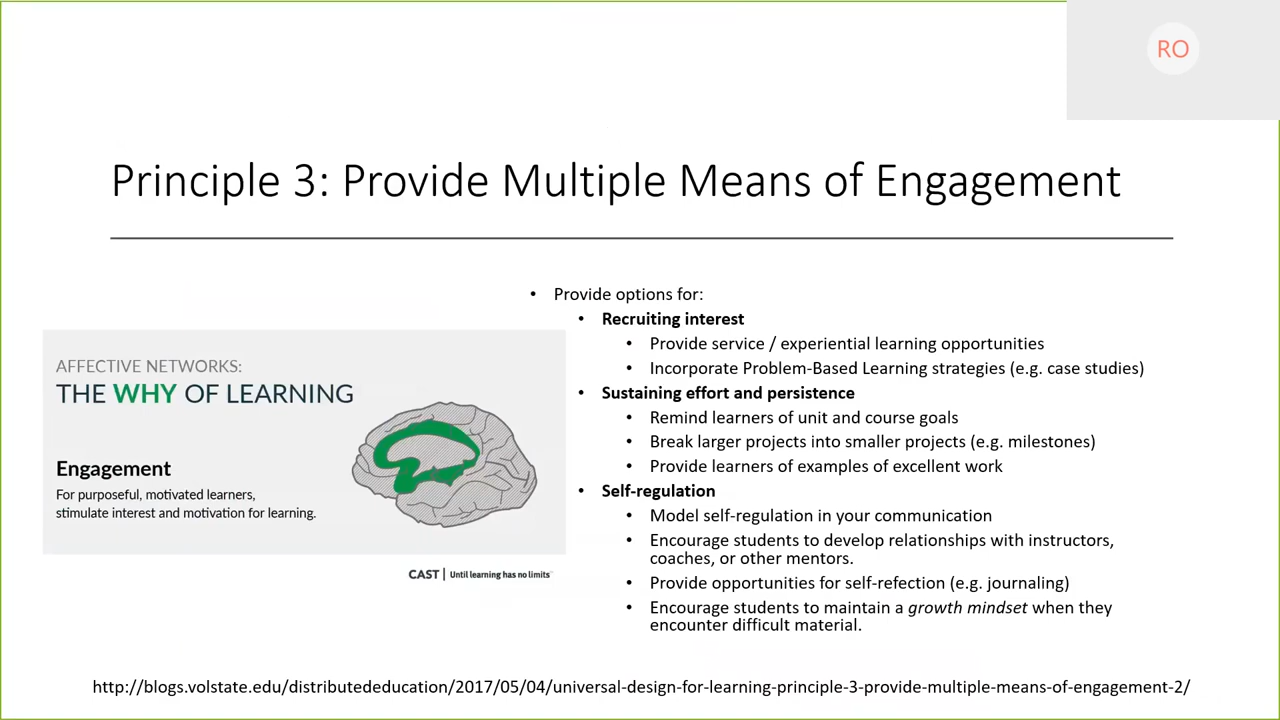 RO
Principle 3: Provide Multiple Means of Engagement
• Provide options for:
• Recruiting interest
• Provide service / experiential learning opportunities
• Incorporate Problem-Based Learning strategies (e.g. case studies)
• Sustaining effort and persistence
• Remind learners of unit and course goals
• Break larger projects into smaller projects (e.g. milestones)
• Provide learners of examples of excellent work
• Self-regulation
• Model self-regulation in your communication
• Encourage students to develop relationships with instructors,
coaches, or other mentors.
• Provide opportunities for self-refection (e.g. journaling)
• Encourage students to maintain a growth mindset when they
encounter difficult material.
AFFECTIVE NETWORKS:
THE WHY OF LEARNING
Engagement
For purposeful, motivated learners,
stimulate interest and motivation for learning.
CAST | Until learning has no limits™
http://blogs.volstate.edu/distributededucation/2017/05/04/universal-design-for-learning-principle-3-provide-multiple-means-of-engagement-2/